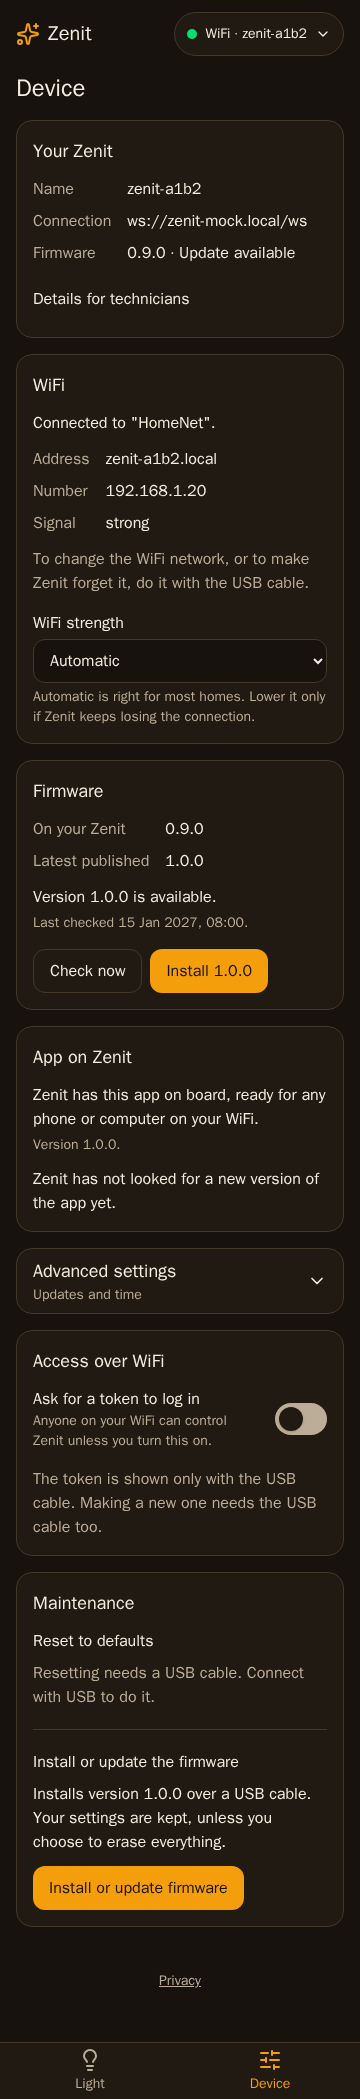 Zenit
WiFi · zenit-a1b2
Device
Your Zenit
Name zenit-a1b2
Connection ws://zenit-mock.local/ws
Firmware 0.9.0 · Update available
Details for technicians
WiFi
Connected to "HomeNet".
Address zenit-a1b2.local
Number 192.168.1.20
Signal strong
To change the WiFi network, or to make
Zenit forget it, do it with the USB cable.
WiFi strength
Automatic
Automatic is right for most homes. Lower it only
if Zenit keeps losing the connection.
Firmware
On your Zenit 0.9.0
Latest published 1.0.0
Version 1.0.0 is available.
Last checked 15 Jan 2027, 08:00.
Check now Install 1.0.0
App on Zenit
Zenit has this app on board, ready for any
phone or computer on your WiFi.
Version 1.0.0.
Zenit has not looked for a new version of
the app yet.
Advanced settings
Updates and time
Access over WiFi
Ask for a token to log in
Anyone on your WiFi can control
Zenit unless you turn this on.
The token is shown only with the USB
cable. Making a new one needs the USB
cable too.
Maintenance
Reset to defaults
Resetting needs a USB cable. Connect
with USB to do it.
Install or update the firmware
Installs version 1.0.0 over a USB cable.
Your settings are kept, unless you
choose to erase everything.
Install or update firmware
Privacy
Light Device